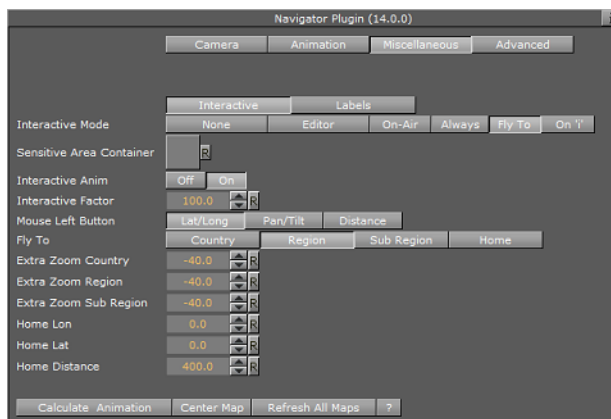 Navigator Plugin (14.0.0)
Camera Animation Miscellaneous Advanced
Interactive Labels
Interactive Mode None Editor On-Air Always Fly To On 'i'
Sensitive Area Container R
Interactive Anim Off On
Interactive Factor 100.0 R
Mouse Left Button Lat/Long Pan/Tilt Distance
Fly To Country Region Sub Region Home
Extra Zoom Country -40.0 R
Extra Zoom Region -40.0 R
Extra Zoom Sub Region -40.0 R
Home Lon 0.0 R
Home Lat 0.0 R
Home Distance 400.0 R
Calculate Animation Center Map Refresh All Maps ?